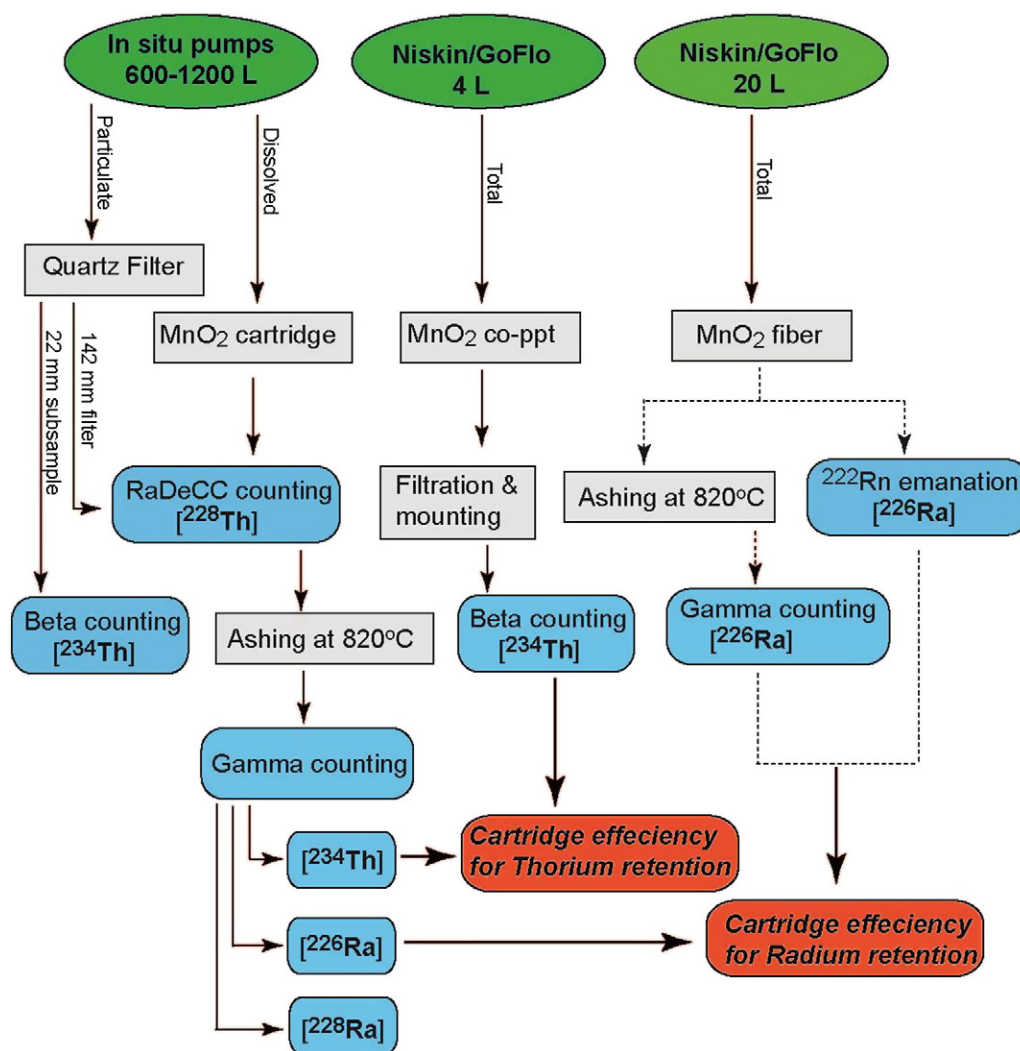 In situ pumps
600-1200 L
Niskin/GoFlo
4 L
Niskin/GoFlo
20 L
Particulate
Dissolved
Total
Total
Quartz Filter
MnO₂ cartridge
MnO₂ co-ppt
MnO₂ fiber
22 mm subsample
142 mm filter
RaDeCC counting
[²²⁸Th]
Filtration &
mounting
Ashing at 820°C
²²²Rn emanation
[²²⁶Ra]
Beta counting
[²³⁴Th]
Ashing at 820°C
Beta counting
[²³⁴Th]
Gamma counting
[²²⁶Ra]
Gamma counting
[²³⁴Th]
Cartridge effeciency
for Thorium retention
[²²⁶Ra]
Cartridge effeciency
for Radium retention
[²²⁸Ra]